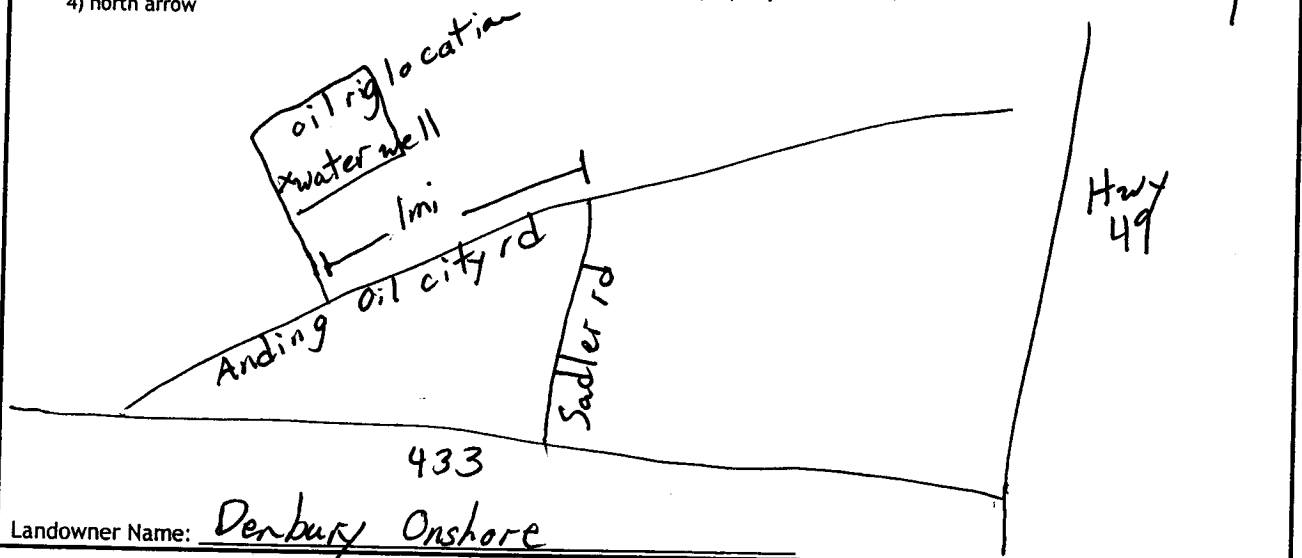 4) north arrow
oil rig location
xwater well
1mi
Hwy
49
Anding oil city rd
Sadler rd
433
Landowner Name: Denbury Onshore